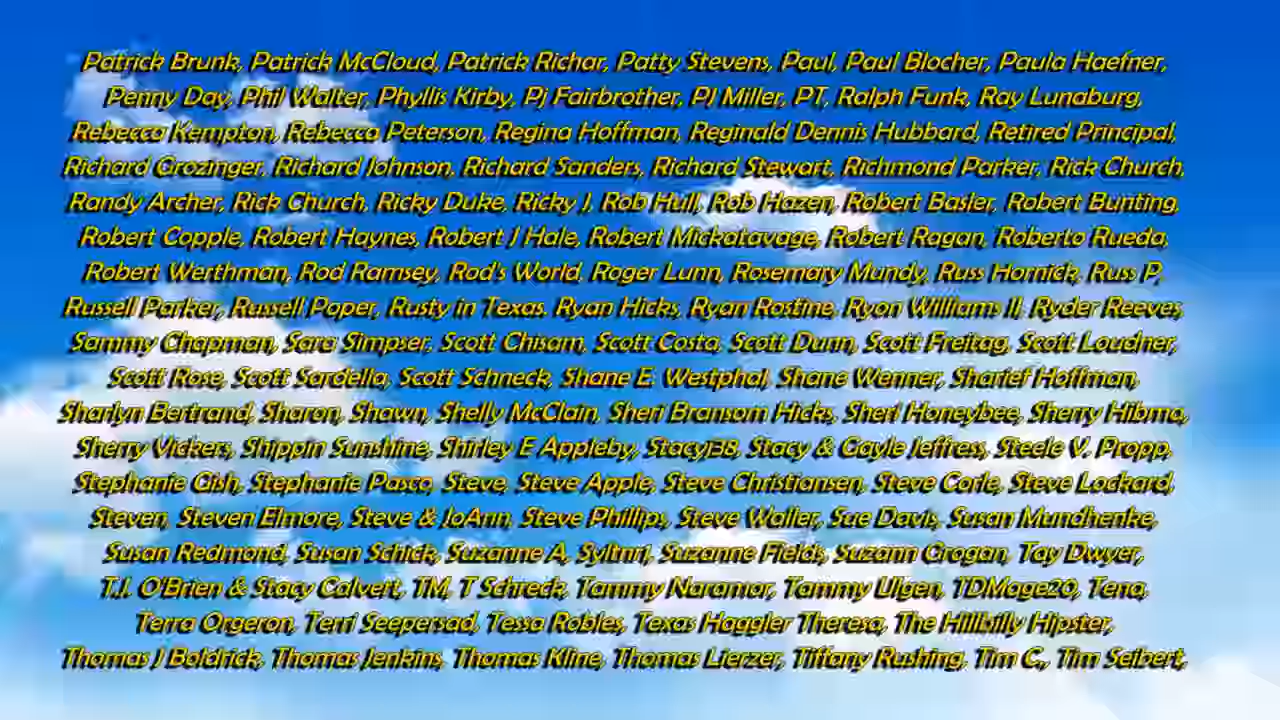 Patrick Brunk, Patrick McCloud, Patrick Richar, Patty Stevens, Paul, Paul Blocher, Paula Haefner,
Penny Day, Phil Walter, Phyllis Kirby, Pj Fairbrother, PJ Miller, PT, Ralph Funk, Ray Lunaburg,
Rebecca Kempton, Rebecca Peterson, Regina Hoffman, Reginald Dennis Hubbard, Retired Principal,
Richard Grozinger, Richard Johnson, Richard Sanders, Richard Stewart, Richmond Parker, Rick Church,
Randy Archer, Rick Church, Ricky Duke, Ricky J, Rob Hull, Rob Hazen, Robert Basler, Robert Bunting,
Robert Copple, Robert Haynes, Robert J Hale, Robert Mickatavage, Robert Ragan, Roberto Rueda,
Robert Werthman, Rod Ramsey, Rod's World, Roger Lunn, Rosemary Mundy, Russ Hornick, Russ P,
Russell Parker, Russell Poper, Rusty in Texas. Ryan Hicks, Ryan Rostine, Ryon Williams II, Ryder Reeves,
Sammy Chapman, Sara Simpser, Scott Chisam, Scott Costa, Scott Dunn, Scott Freitag, Scott Loudner,
Scott Rose, Scott Sardella, Scott Schneck, Shane E. Westphal, Shane Wenner, Sharief Hoffman,
Sharlyn Bertrand, Sharon, Shawn, Shelly McClain, Sheri Bransom Hicks, Sheri Honeybee, Sherry Hibma,
Sherry Vickers, Shippin Sunshine, Shirley E Appleby, Stacyj38, Stacy & Gayle Jeffress, Steele V. Propp,
Stephanie Gish, Stephanie Pasco, Steve, Steve Apple, Steve Christiansen, Steve Carle, Steve Lockard,
Steven, Steven Elmore, Steve & JoAnn, Steve Phillips, Steve Waller, Sue Davis, Susan Mundhenke,
Susan Redmond, Susan Schick, Suzanne A, Syltnri, Suzanne Fields, Suzann Grogan, Tay Dwyer,
T.J. O'Brien & Stacy Calvert, TM, T Schreck, Tammy Naramor, Tammy Ulgen, TDMage20, Tena,
Terra Orgeron, Terri Seepersad, Tessa Robles, Texas Haggler Theresa, The Hillbilly Hipster,
Thomas J Boldrick, Thomas Jenkins, Thomas Kline, Thomas Lierzer, Tiffany Rushing, Tim C., Tim Seibert,